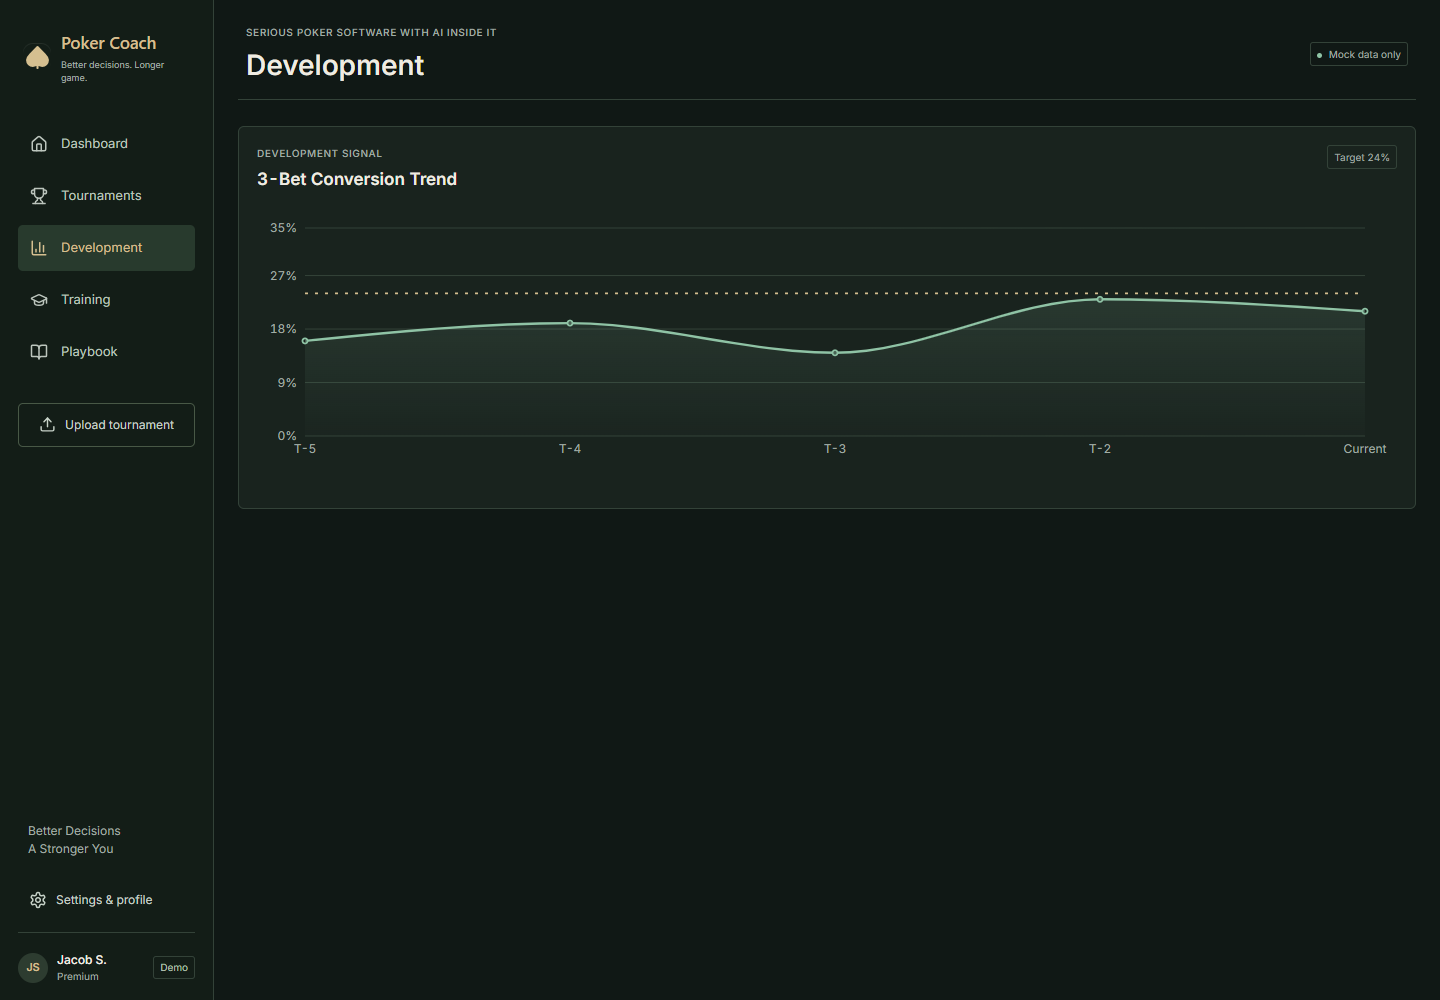 Poker Coach
Better decisions. Longer
game.
Dashboard
Tournaments
Development
Training
Playbook
Upload tournament
Better Decisions
A Stronger You
Settings & profile
JS
Jacob S.
Premium
Demo
SERIOUS POKER SOFTWARE WITH AI INSIDE IT
Development
Mock data only
DEVELOPMENT SIGNAL
3-Bet Conversion Trend
Target 24%
35%
27%
18%
9%
0%
T-5
T-4
T-3
T-2
Current